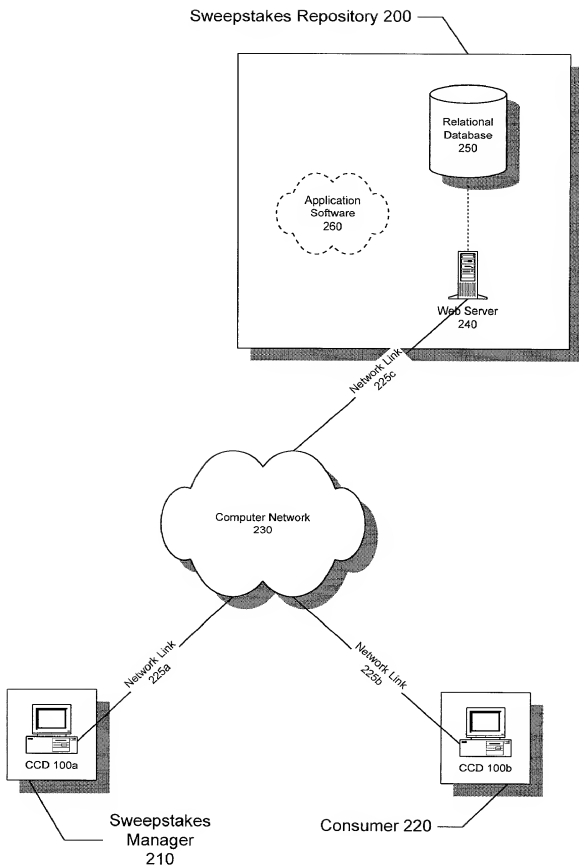 Sweepstakes Repository 200
Relational
Database
250
Application
Software
260
Web Server
240
Network Link
225c
Computer Network
230
Network Link
225a
Network Link
225b
CCD 100a
CCD 100b
Sweepstakes
Manager
210
Consumer 220